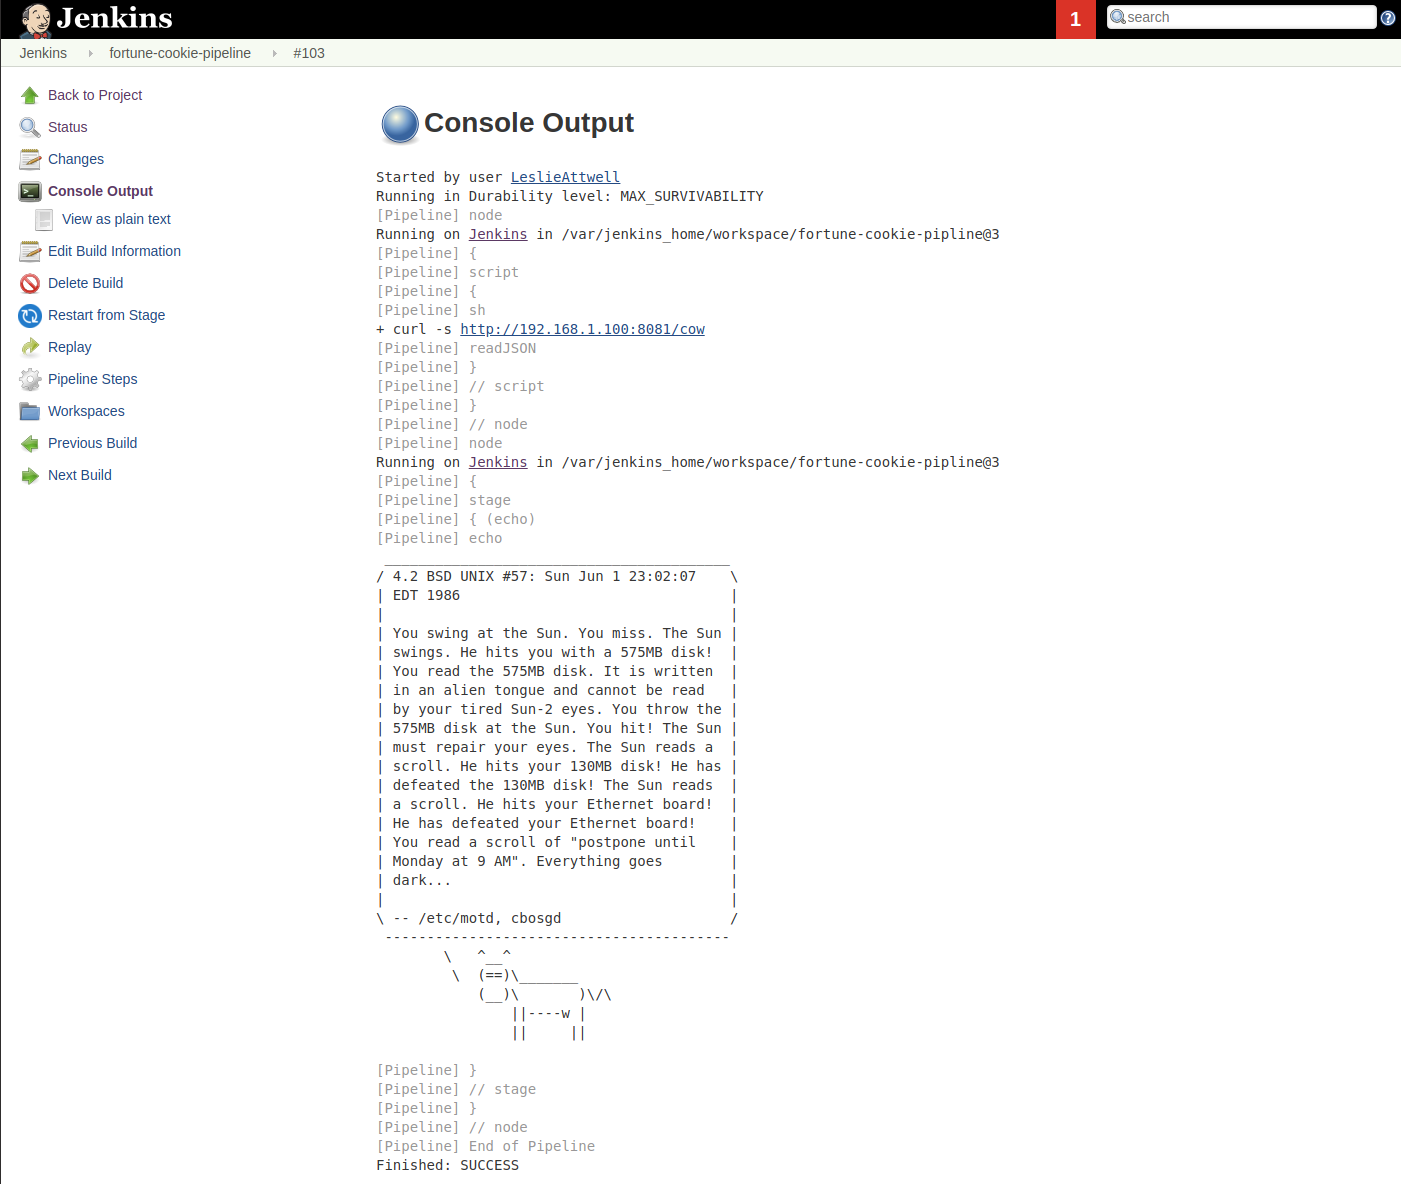 Jenkins
1
search
?
Jenkins
fortune-cookie-pipeline
#103
Back to Project
Status
Changes
Console Output
View as plain text
Edit Build Information
Delete Build
Restart from Stage
Replay
Pipeline Steps
Workspaces
Previous Build
Next Build
Console Output
Started by user LeslieAttwell
Running in Durability level: MAX_SURVIVABILITY
[Pipeline] node
Running on Jenkins in /var/jenkins_home/workspace/fortune-cookie-pipline@3
[Pipeline] {
[Pipeline] script
[Pipeline] {
[Pipeline] sh
+ curl -s http://192.168.1.100:8081/cow
[Pipeline] readJSON
[Pipeline] }
[Pipeline] // script
[Pipeline] }
[Pipeline] // node
[Pipeline] node
Running on Jenkins in /var/jenkins_home/workspace/fortune-cookie-pipline@3
[Pipeline] {
[Pipeline] stage
[Pipeline] { (echo)
[Pipeline] echo
 _________________________________________
/ 4.2 BSD UNIX #57: Sun Jun 1 23:02:07    \
| EDT 1986                                |
|                                         |
| You swing at the Sun. You miss. The Sun |
| swings. He hits you with a 575MB disk!  |
| You read the 575MB disk. It is written  |
| in an alien tongue and cannot be read   |
| by your tired Sun-2 eyes. You throw the |
| 575MB disk at the Sun. You hit! The Sun |
| must repair your eyes. The Sun reads a  |
| scroll. He hits your 130MB disk! He has |
| defeated the 130MB disk! The Sun reads  |
| a scroll. He hits your Ethernet board!  |
| He has defeated your Ethernet board!    |
| You read a scroll of "postpone until    |
| Monday at 9 AM". Everything goes        |
| dark...                                 |
|                                         |
\ -- /etc/motd, cbosgd                    /
 -----------------------------------------
        \   ^__^
         \  (==)\_______
            (__)\       )\/\
                ||----w |
                ||     ||
[Pipeline] }
[Pipeline] // stage
[Pipeline] }
[Pipeline] // node
[Pipeline] End of Pipeline
Finished: SUCCESS